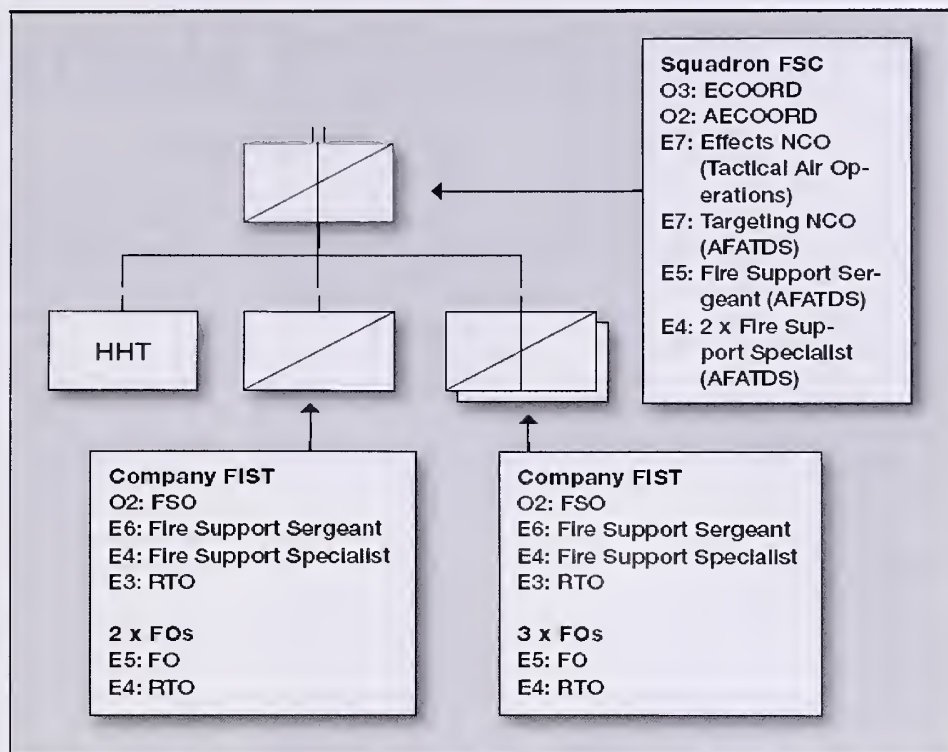 Squadron FSC
O3: ECOORD
O2: AECOORD
E7: Effects NCO
(Tactical Air Op-
erations)
E7: Targeting NCO
(AFATDS)
E5: Fire Support Ser-
geant (AFATDS)
E4: 2 x Fire Sup-
port Specialist
(AFATDS)
HHT
Company FIST
O2: FSO
E6: Fire Support Sergeant
E4: Fire Support Specialist
E3: RTO
2 x FOs
E5: FO
E4: RTO
Company FIST
O2: FSO
E6: Fire Support Sergeant
E4: Fire Support Specialist
E3: RTO
3 x FOs
E5: FO
E4: RTO